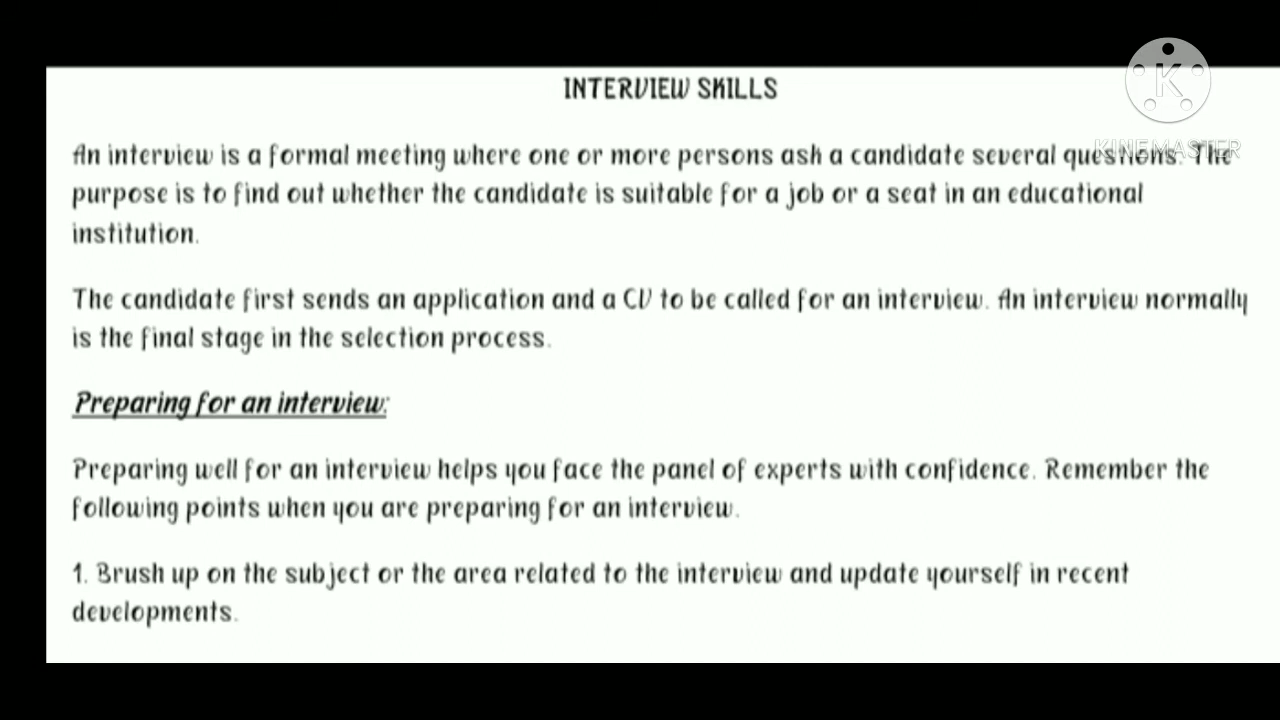 INTERVIEW SKILLS
K
KINEMASTER
An interview is a formal meeting where one or more persons ask a candidate several questions. The
purpose is to find out whether the candidate is suitable for a job or a seat in an educational
institution.
The candidate first sends an application and a CV to be called for an interview. An interview normally
is the final stage in the selection process.
Preparing for an interview:
Preparing well for an interview helps you face the panel of experts with confidence. Remember the
following points when you are preparing for an interview.
1. Brush up on the subject or the area related to the interview and update yourself in recent
developments.